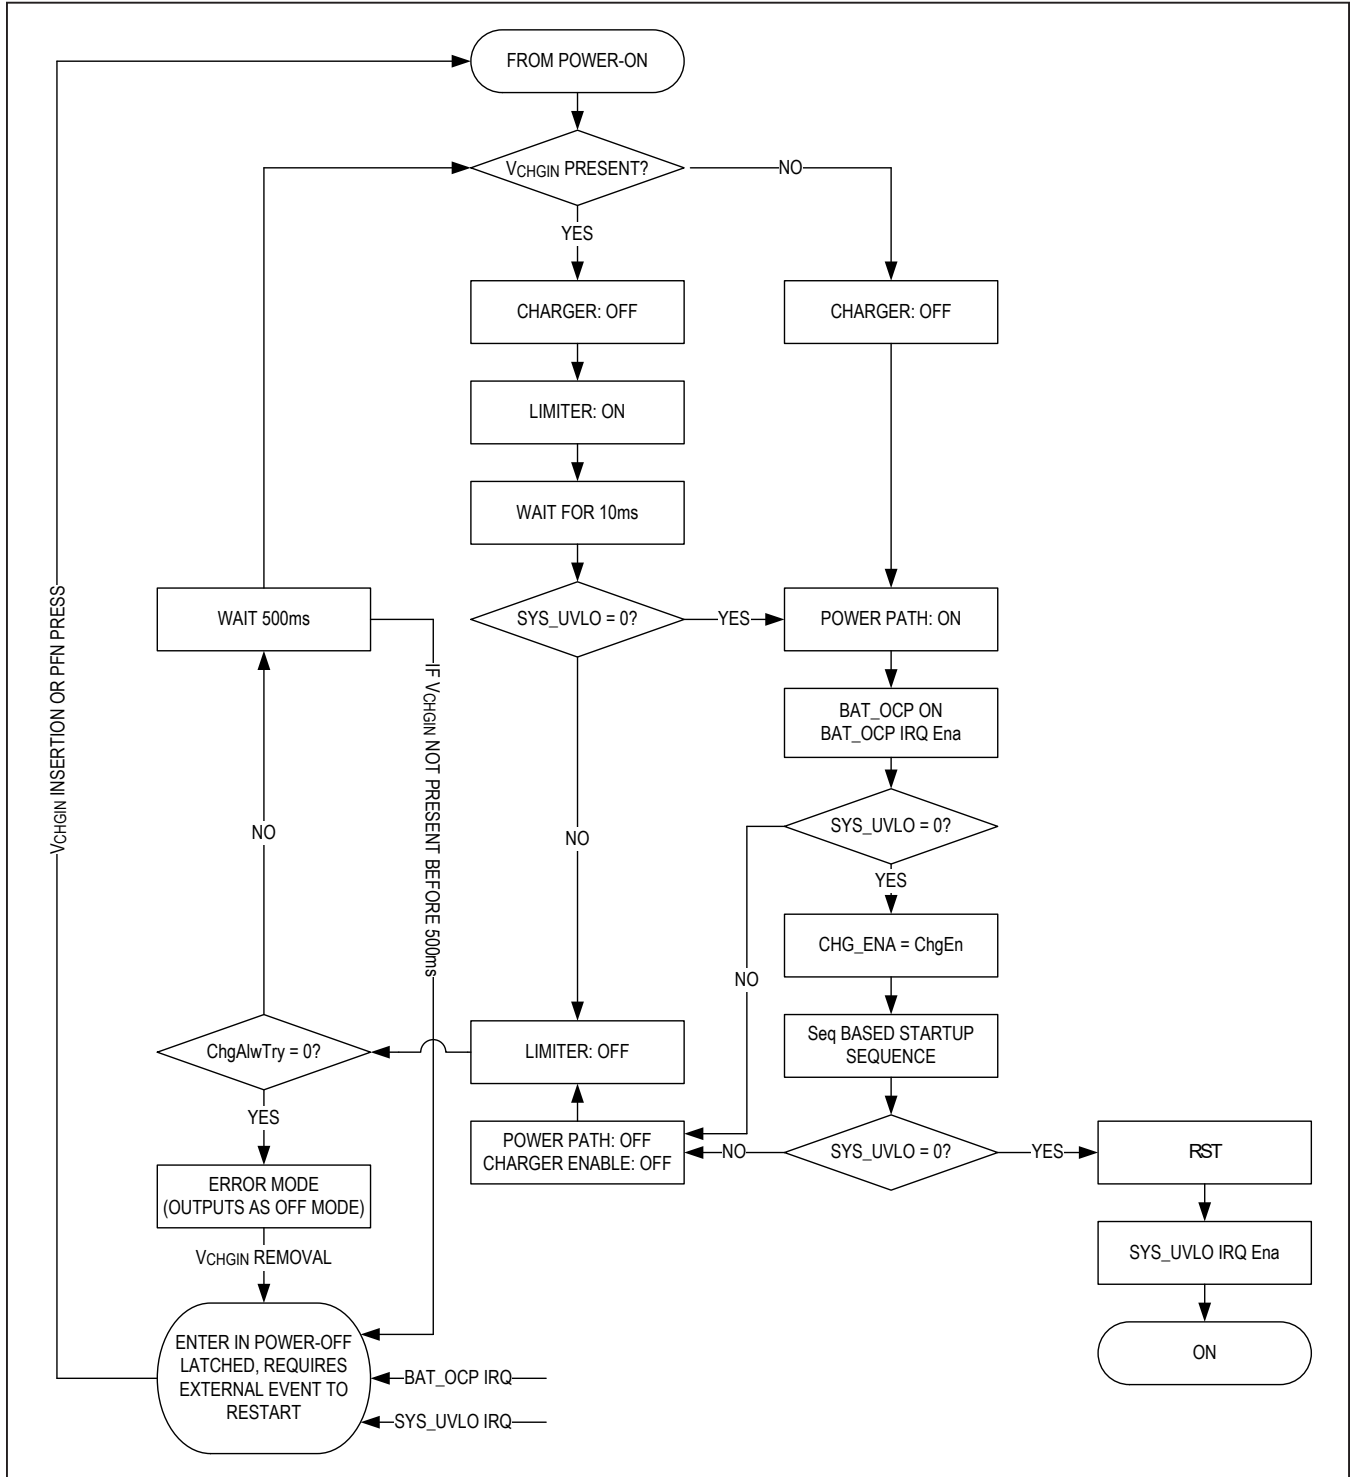 FROM POWER-ON
VCHGIN PRESENT?
NO
YES
CHARGER: OFF
CHARGER: OFF
LIMITER: ON
WAIT FOR 10ms
WAIT 500ms
SYS_UVLO = 0?
YES
POWER PATH: ON
VCHGIN INSERTION OR PFN PRESS
IF VCHGIN NOT PRESENT BEFORE 500ms
BAT_OCP ON
BAT_OCP IRQ Ena
NO
NO
SYS_UVLO = 0?
YES
CHG_ENA = ChgEn
NO
Seq BASED STARTUP
SEQUENCE
ChgAlwTry = 0?
LIMITER: OFF
YES
POWER PATH: OFF
CHARGER ENABLE: OFF
NO
SYS_UVLO = 0?
YES
RST
ERROR MODE
(OUTPUTS AS OFF MODE)
VCHGIN REMOVAL
SYS_UVLO IRQ Ena
ENTER IN POWER-OFF
LATCHED, REQUIRES
EXTERNAL EVENT TO
RESTART
BAT_OCP IRQ
SYS_UVLO IRQ
ON